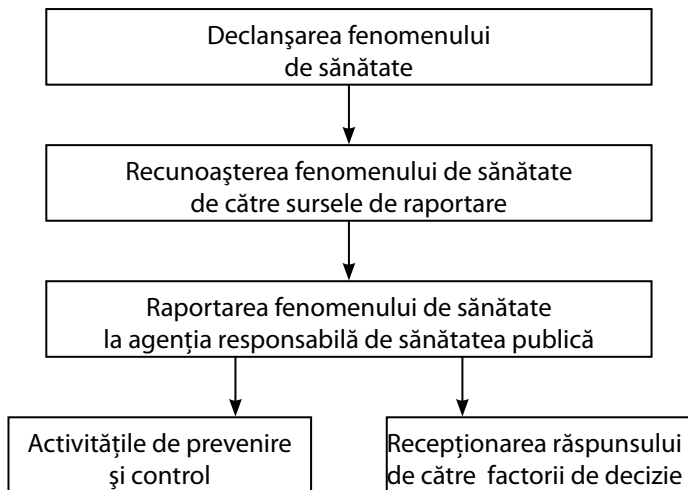 Declanşarea fenomenului
de sănătate
Recunoaşterea fenomenului de sănătate
de către sursele de raportare
Raportarea fenomenului de sănătate
la agenţia responsabilă de sănătatea publică
Activităţile de prevenire
şi control
Recepţionarea răspunsului
de către factorii de decizie